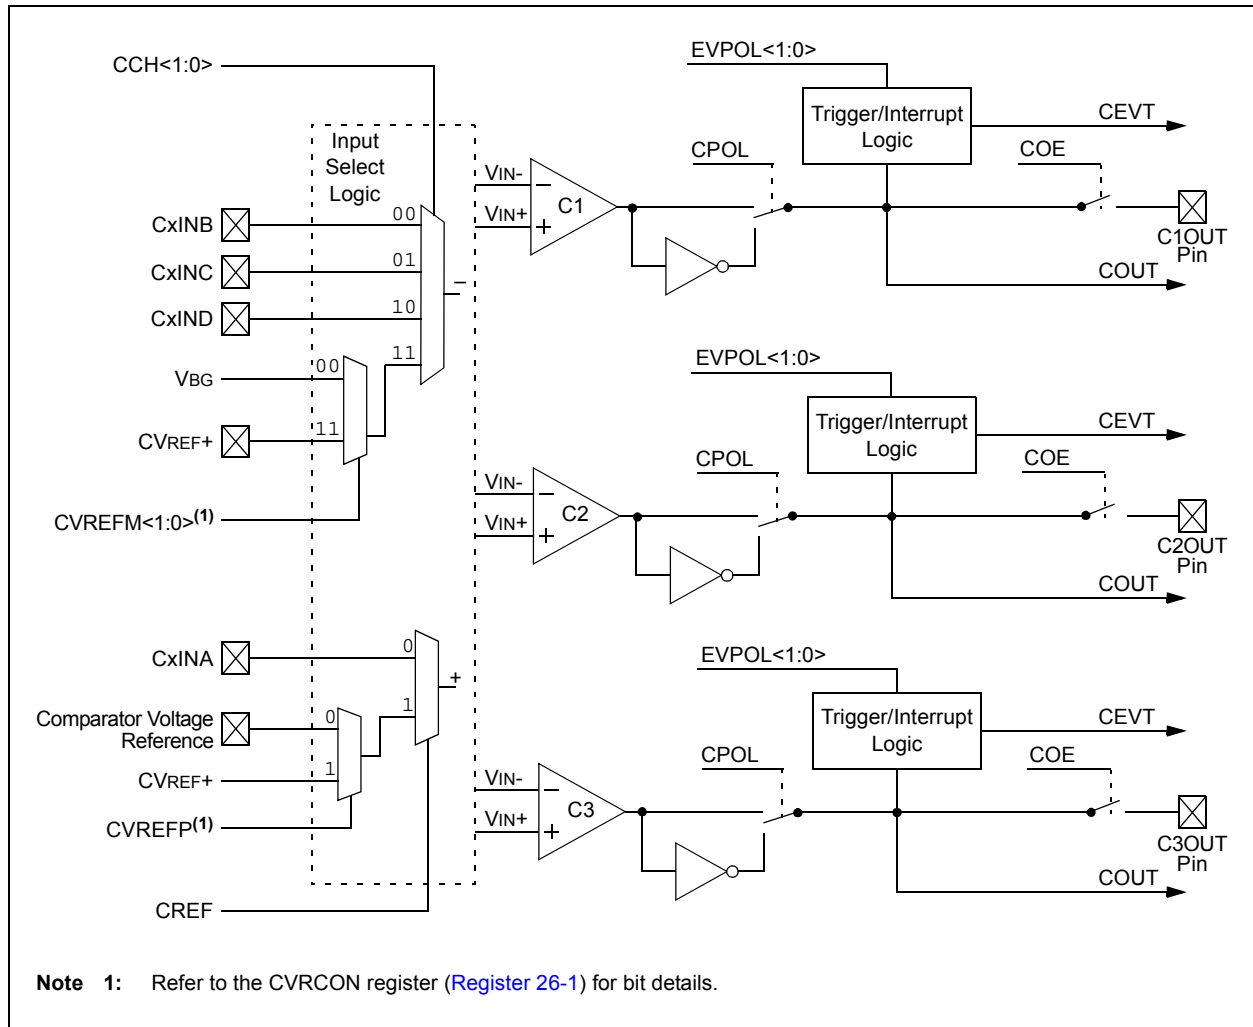 CCH<1:0>
Input
Select
Logic
CxINB
00
CxINC
01
CxIND
10
11
VBG
00
CVREF+
11
CVREFM<1:0>(1)
−
CxINA
0
Comparator Voltage
Reference
0
1
CVREF+
1
CVREFP(1)
+
CREF
EVPOL<1:0>
Trigger/Interrupt
Logic
CEVT
CPOL
COE
VIN-
VIN+
−
+
C1
C1OUT
Pin
COUT
EVPOL<1:0>
Trigger/Interrupt
Logic
CEVT
CPOL
COE
VIN-
VIN+
−
+
C2
C2OUT
Pin
COUT
EVPOL<1:0>
Trigger/Interrupt
Logic
CEVT
CPOL
COE
VIN-
VIN+
−
+
C3
C3OUT
Pin
COUT
Note 1: Refer to the CVRCON register (Register 26-1) for bit details.